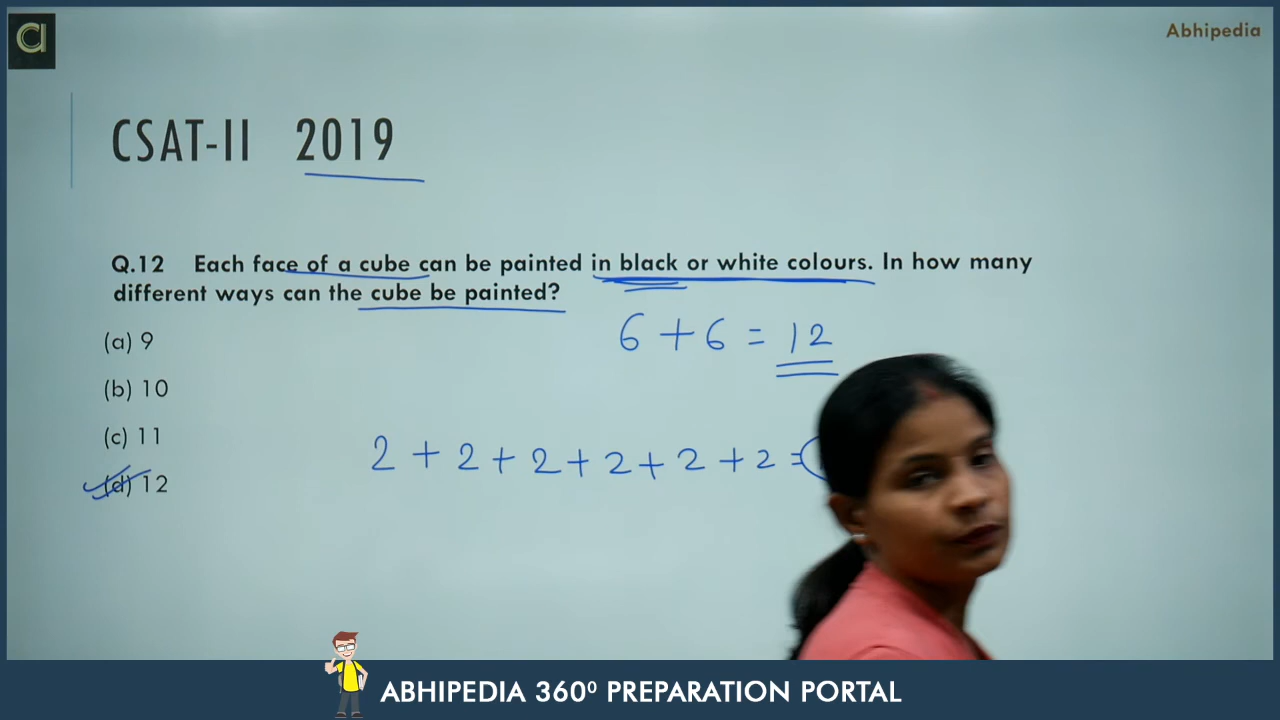 Abhipedia
CSAT-II 2019
Q.12 Each face of a cube can be painted in black or white colours. In how many
different ways can the cube be painted?
6 + 6 = 12
(a) 9
(b) 10
(c) 11
2 + 2 + 2 + 2 + 2 + 2 =
(d) 12
ABHIPEDIA 360⁰ PREPARATION PORTAL